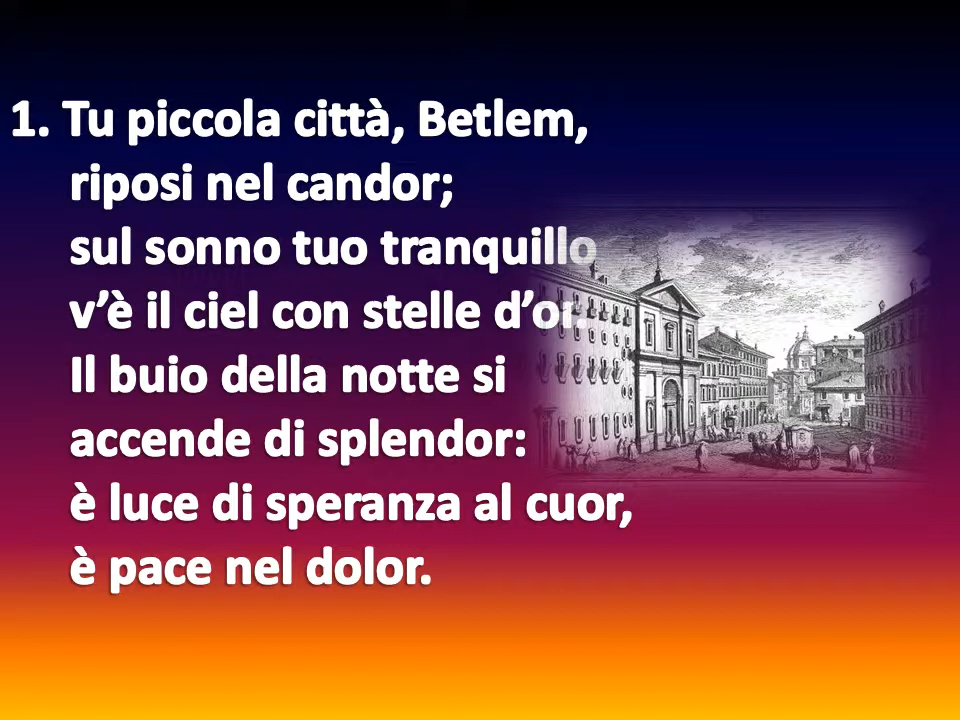 1. Tu piccola città, Betlem,
riposi nel candor;
sul sonno tuo tranquillo
v’è il ciel con stelle d’or.
Il buio della notte si
accende di splendor:
è luce di speranza al cuor,
è pace nel dolor.